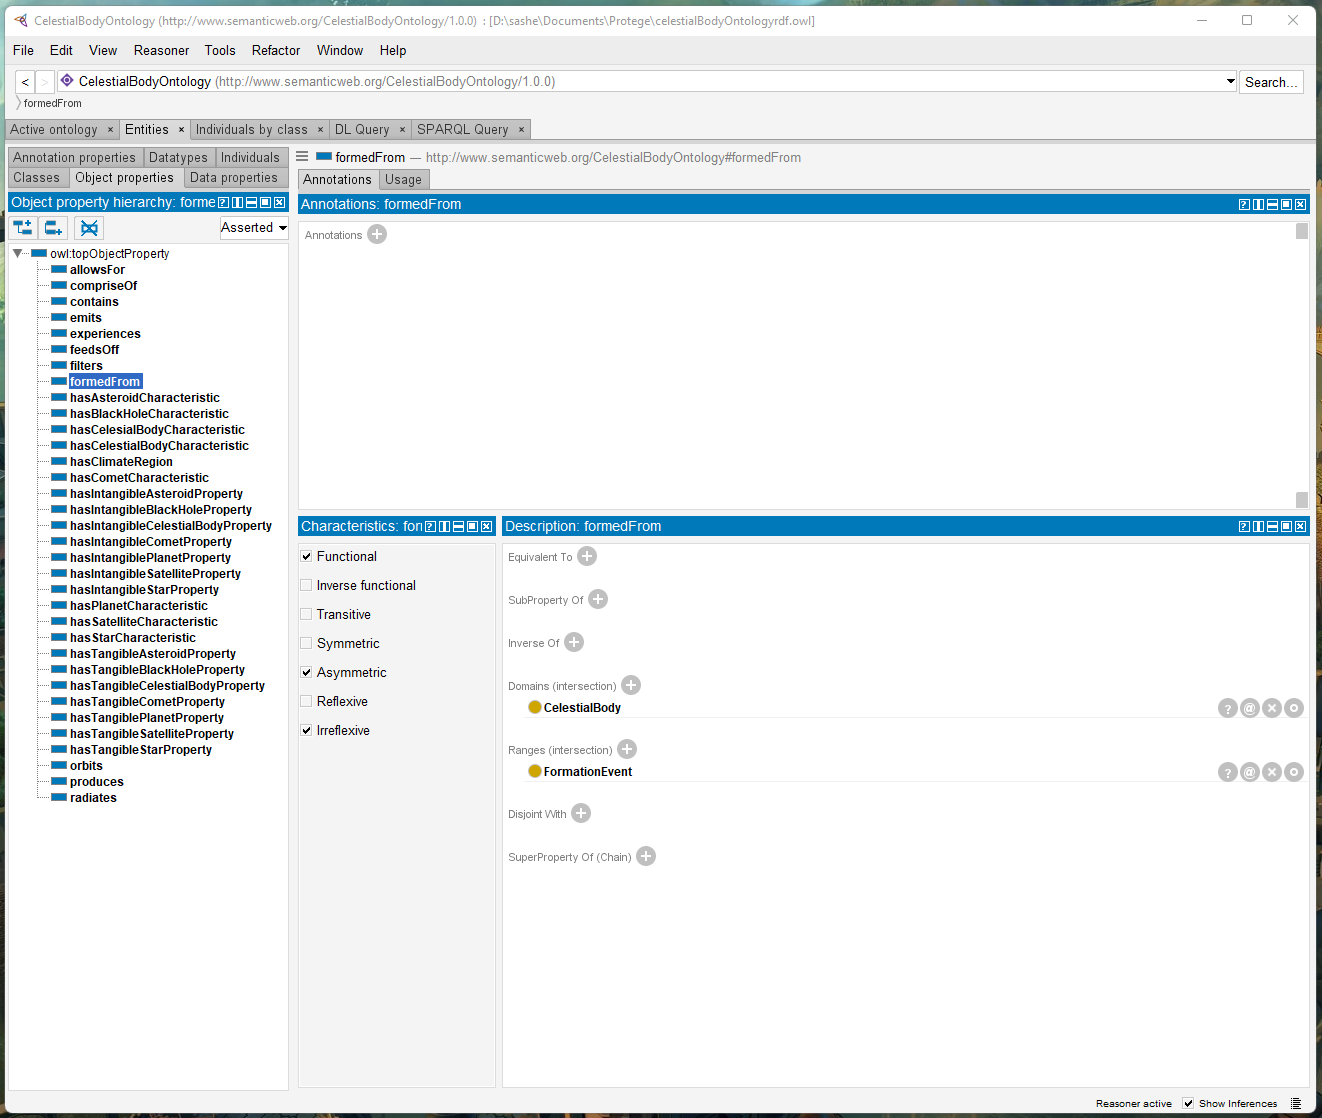 CelestialBodyOntology (http://www.semanticweb.org/CelestialBodyOntology/1.0.0) : [D:\sashe\Documents\Protege\celestialBodyOntologyrdf.owl]
File Edit View Reasoner Tools Refactor Window Help
< > CelestialBodyOntology (http://www.semanticweb.org/CelestialBodyOntology/1.0.0) Search...
formedFrom
Active ontology × Entities × Individuals by class × DL Query × SPARQL Query ×
Annotation properties Datatypes Individuals
Classes Object properties Data properties
formedFrom — http://www.semanticweb.org/CelestialBodyOntology#formedFrom
Annotations Usage
Object property hierarchy: forme
Asserted
owl:topObjectProperty
allowsFor
compriseOf
contains
emits
experiences
feedsOff
filters
formedFrom
hasAsteroidCharacteristic
hasBlackHoleCharacteristic
hasCelesialBodyCharacteristic
hasCelestialBodyCharacteristic
hasClimateRegion
hasCometCharacteristic
hasIntangibleAsteroidProperty
hasIntangibleBlackHoleProperty
hasIntangibleCelestialBodyProperty
hasIntangibleCometProperty
hasIntangiblePlanetProperty
hasIntangibleSatelliteProperty
hasIntangibleStarProperty
hasPlanetCharacteristic
hasSatelliteCharacteristic
hasStarCharacteristic
hasTangibleAsteroidProperty
hasTangibleBlackHoleProperty
hasTangibleCelestialBodyProperty
hasTangibleCometProperty
hasTangiblePlanetProperty
hasTangibleSatelliteProperty
hasTangibleStarProperty
orbits
produces
radiates
Annotations: formedFrom
Annotations
Characteristics: for
Functional
Inverse functional
Transitive
Symmetric
Asymmetric
Reflexive
Irreflexive
Description: formedFrom
Equivalent To
SubProperty Of
Inverse Of
Domains (intersection)
CelestialBody
Ranges (intersection)
FormationEvent
Disjoint With
SuperProperty Of (Chain)
Reasoner active Show Inferences